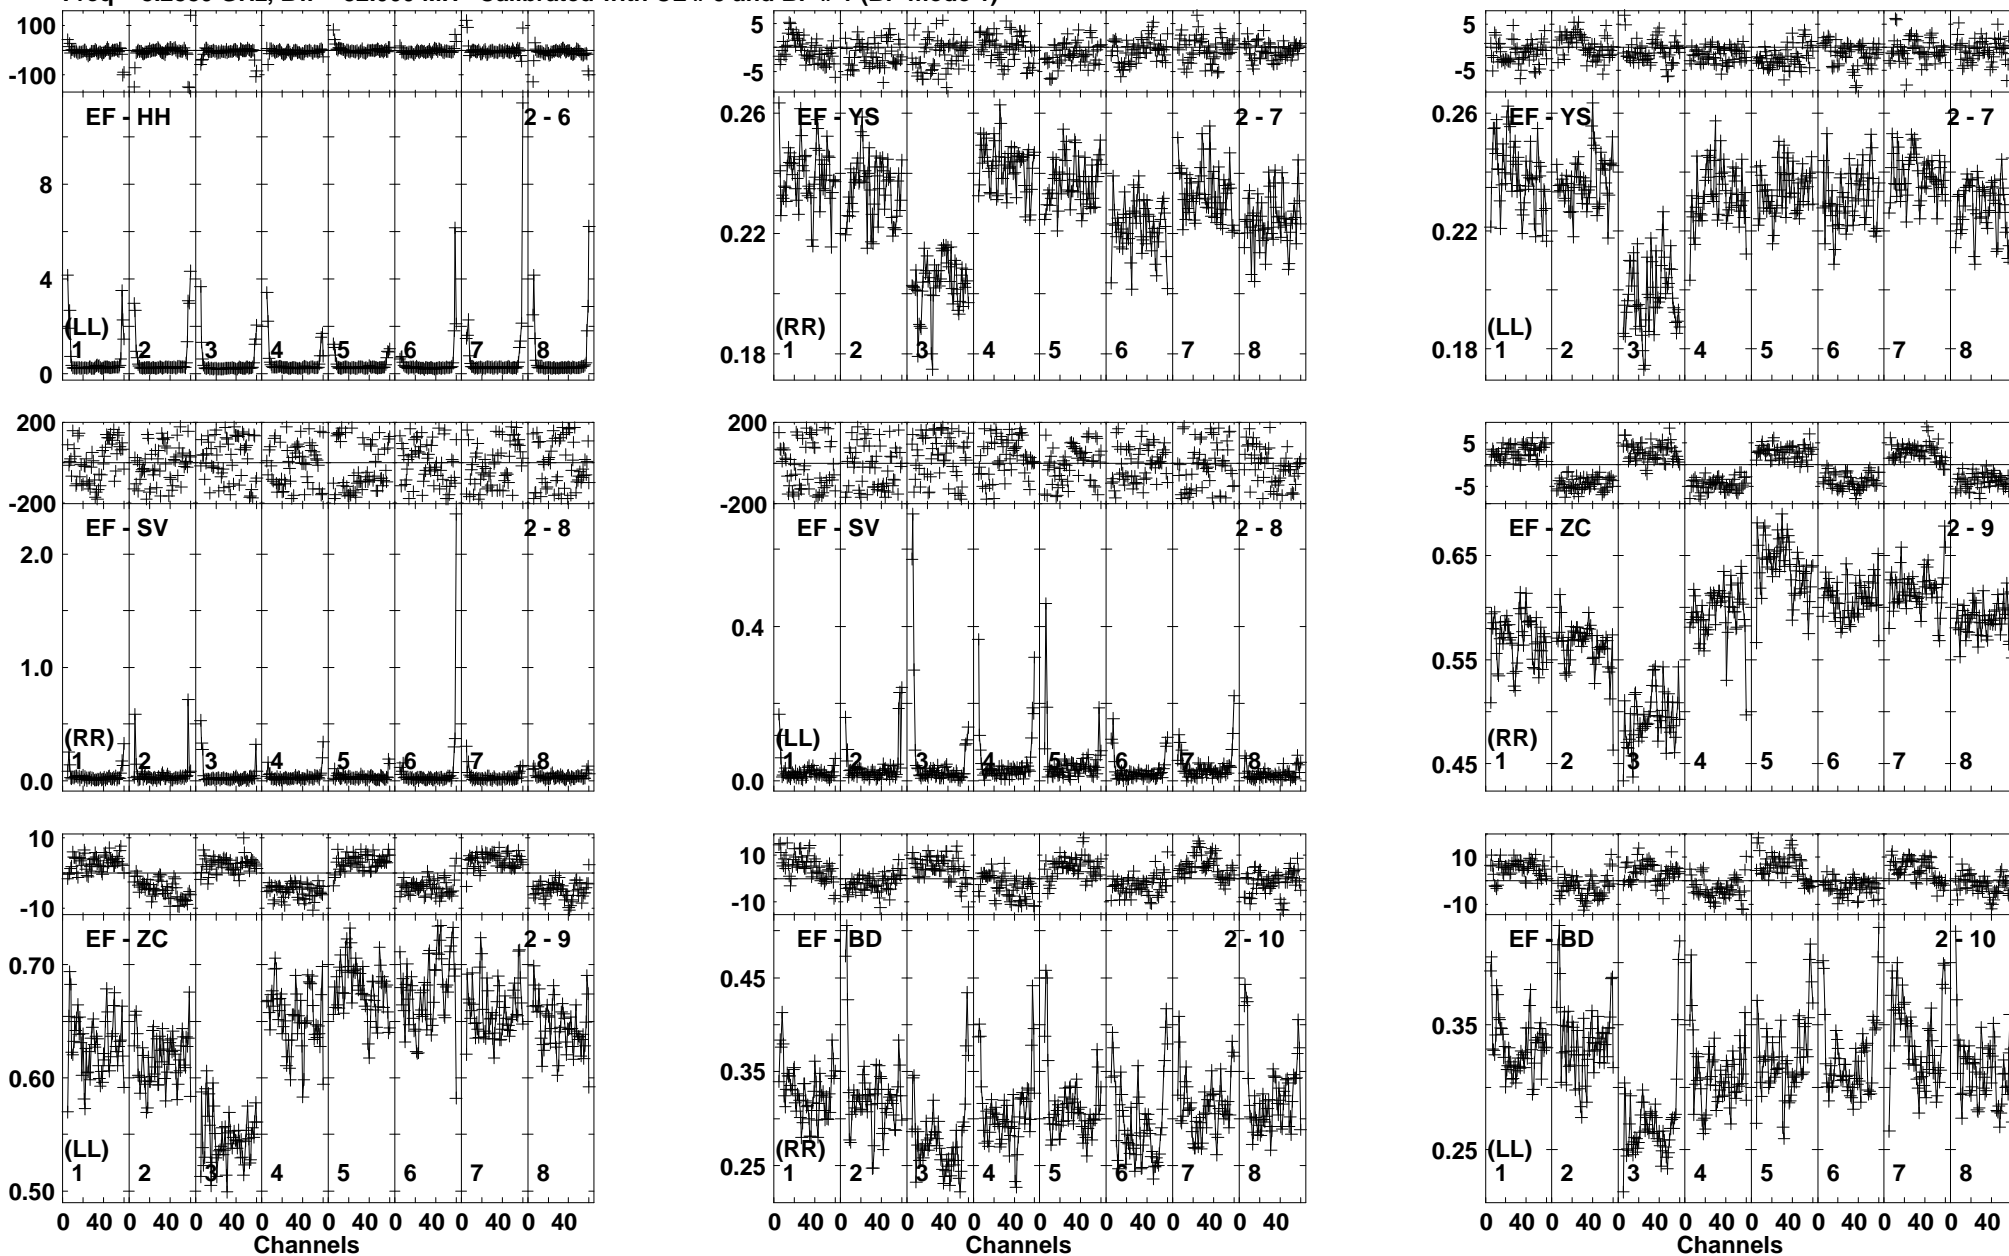 100
-100
EF - HH 2 - 6
8
4
0
(LL)
1 2 3 4 5 6 7 8
5
-5
EF - YS 2 - 7
0.26
0.22
0.18
(RR)
1 2 3 4 5 6 7 8
5
-5
EF - YS 2 - 7
0.26
0.22
0.18
(LL)
1 2 3 4 5 6 7 8
200
-200
EF - SV 2 - 8
2.0
1.0
0.0
(RR)
1 2 3 4 5 6 7 8
200
-200
EF - SV 2 - 8
0.4
0.0
(LL)
1 2 3 4 5 6 7 8
5
-5
EF - ZC 2 - 9
0.65
0.55
0.45
(RR)
1 2 3 4 5 6 7 8
10
-10
EF - ZC 2 - 9
0.70
0.60
0.50
(LL)
1 2 3 4 5 6 7 8
0 40 0 40 0 40 0 40 0 40 0 40 0 40 0 40
Channels
10
-10
EF - BD 2 - 10
0.45
0.35
0.25
(RR)
1 2 3 4 5 6 7 8
0 40 0 40 0 40 0 40 0 40 0 40 0 40 0 40
Channels
10
-10
EF - BD 2 - 10
0.35
0.25
(LL)
1 2 3 4 5 6 7 8
0 40 0 40 0 40 0 40 0 40 0 40 0 40 0 40
Channels